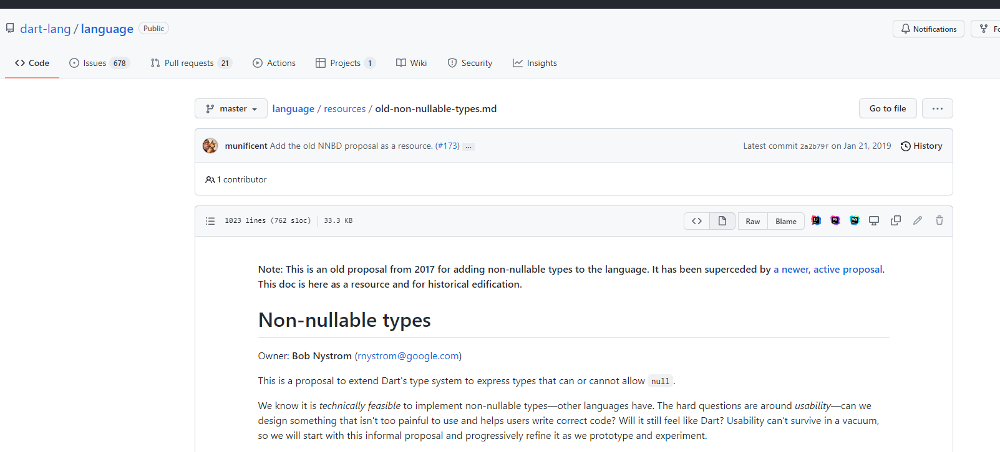 dart-lang / language Public
Notifications
Code Issues 678 Pull requests 21 Actions Projects 1 Wiki Security Insights
master language / resources / old-non-nullable-types.md Go to file ...
munificent Add the old NNBD proposal as a resource. (#173) ... Latest commit 2a2b79f on Jan 21, 2019 History
1 contributor
1023 lines (762 sloc) 33.3 KB Raw Blame IJ PS WS
Note: This is an old proposal from 2017 for adding non-nullable types to the language. It has been superceded by a newer, active proposal.
This doc is here as a resource and for historical edification.
Non-nullable types
Owner: Bob Nystrom (rnystrom@google.com)
This is a proposal to extend Dart's type system to express types that can or cannot allow null.
We know it is technically feasible to implement non-nullable types—other languages have. The hard questions are around usability—can we
design something that isn't too painful to use and helps users write correct code? Will it still feel like Dart? Usability can't survive in a vacuum,
so we will start with this informal proposal and progressively refine it as we prototype and experiment.